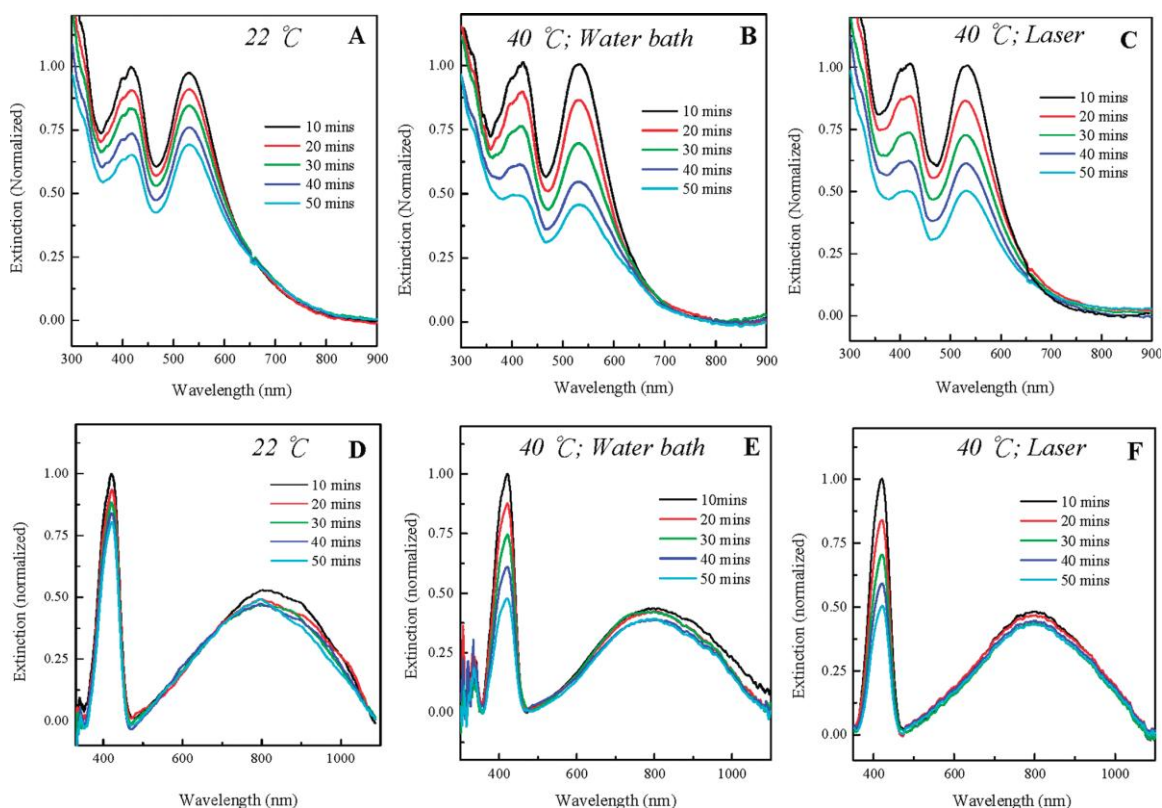 22 ℃ A
Extinction (Normalized)
1.00
0.75
0.50
0.25
0.00
10 mins
20 mins
30 mins
40 mins
50 mins
300 400 500 600 700 800 900
Wavelength (nm)
40 ℃; Water bath B
Extinction (Normalized)
1.00
0.75
0.50
0.25
0.00
10 mins
20 mins
30 mins
40 mins
50 mins
300 400 500 600 700 800 900
Wavelength (nm)
40 ℃; Laser C
Extinction (Normalized)
1.00
0.75
0.50
0.25
0.00
10 mins
20 mins
30 mins
40 mins
50 mins
300 400 500 600 700 800 900
Wavelength (nm)
22 ℃ D
Extinction (normalized)
1.00
0.75
0.50
0.25
0.00
10 mins
20 mins
30 mins
40 mins
50 mins
400 600 800 1000
Wavelength (nm)
40 ℃; Water bath E
Extinction (normalized)
1.00
0.75
0.50
0.25
0.00
10mins
20 mins
30 mins
40 mins
50 mins
400 600 800 1000
Wavelength (nm)
40 ℃; Laser F
Extinction (normalized)
1.00
0.75
0.50
0.25
0.00
10 mins
20 mins
30 mins
40 mins
50 mins
400 600 800 1000
Wavelength (nm)